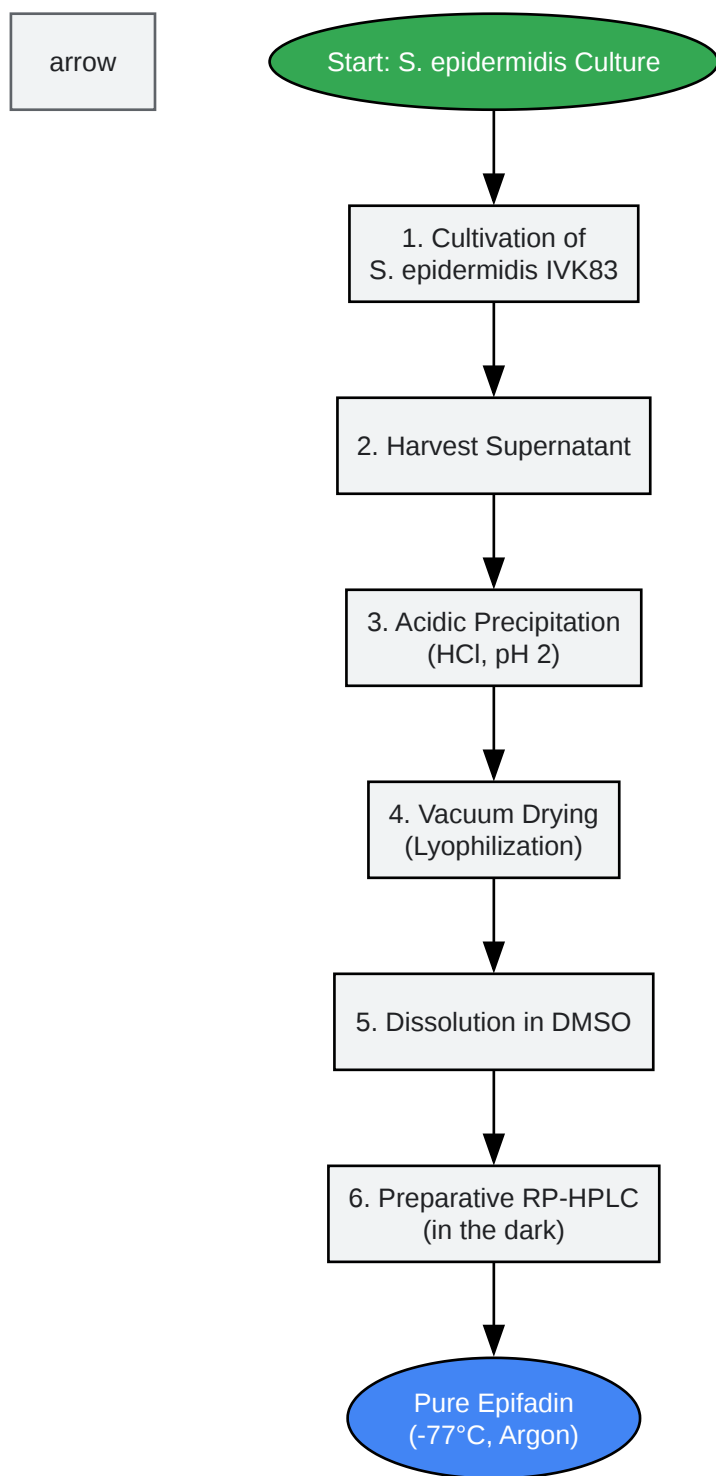 arrow
Start: S. epidermidis Culture
1. Cultivation of
S. epidermidis IVK83
2. Harvest Supernatant
3. Acidic Precipitation
(HCl, pH 2)
4. Vacuum Drying
(Lyophilization)
5. Dissolution in DMSO
6. Preparative RP-HPLC
(in the dark)
Pure Epifadin
(-77°C, Argon)